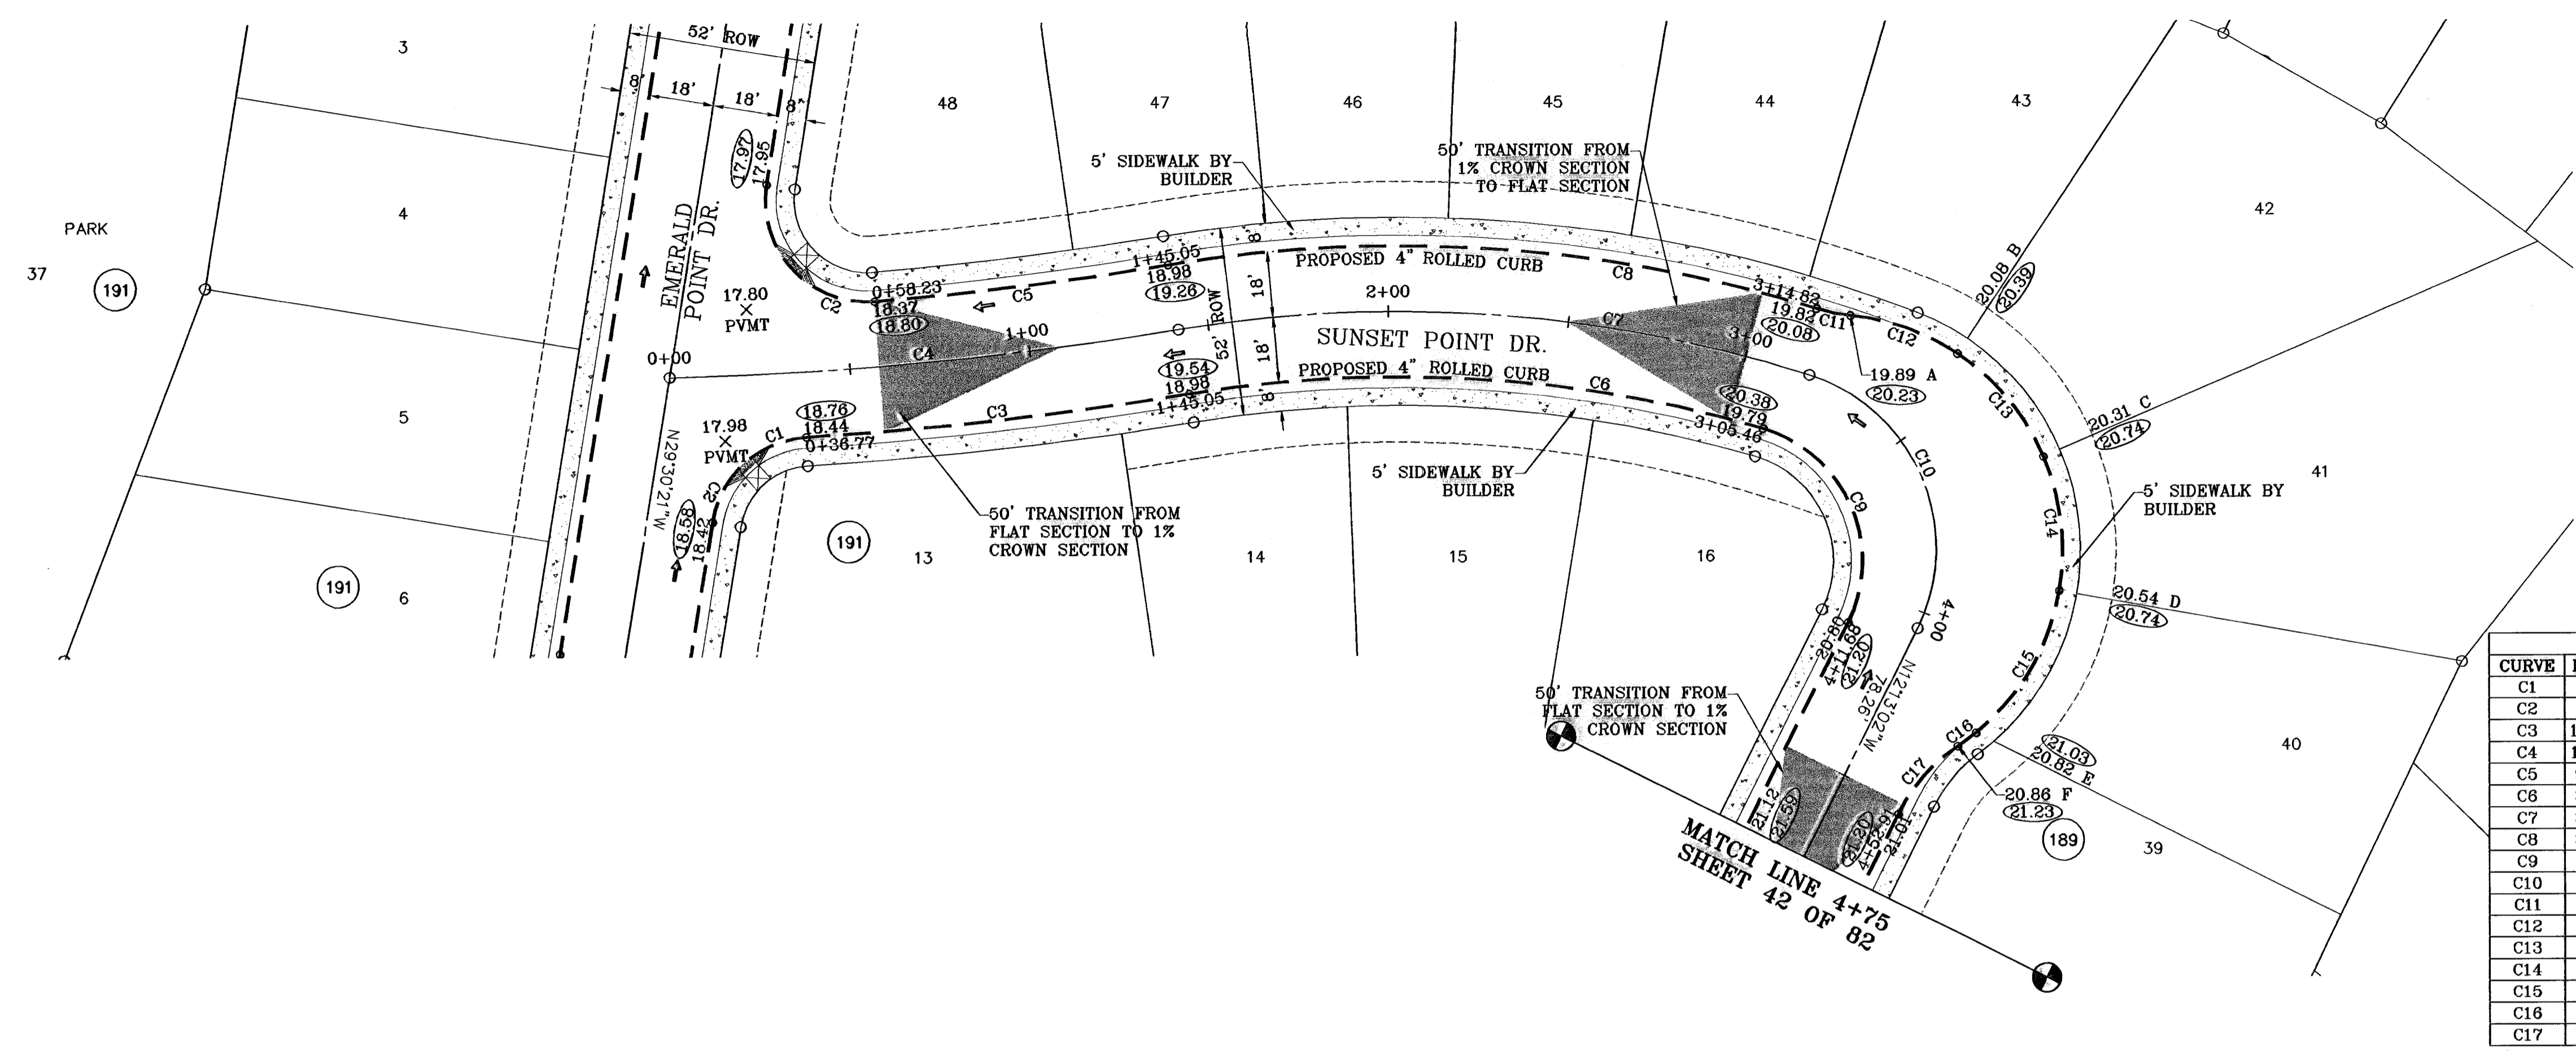 3
4
5
6
PARK
37
191
191
191
52' ROW
8'
18'
18'
8'
17.97
17.95
EMERALD
POINT DR.
17.80
PVMT
0+00
17.98
PVMT
N29°30'21"W
18.58
18.42
C2
C1
C2
0+58.23
18.37
18.80
18.76
18.44
0+36.77
C4
1+00
C5
C3
48
47
46
45
44
43
42
41
40
39
13
14
15
16
5' SIDEWALK BY
BUILDER
50' TRANSITION FROM
1% CROWN SECTION
TO FLAT SECTION
1+45.05
18.98
19.26
19.54
18.98
1+45.05
52' ROW
8'
18'
18'
8'
PROPOSED 4" ROLLED CURB
2+00
SUNSET POINT DR.
PROPOSED 4" ROLLED CURB
C8
C7
C6
3+00
3+14.82
19.82
20.08
C11
C12
19.89 A
20.23
20.08 B
20.39
20.38
19.79
3+05.46
C13
20.31 C
20.74
C10
C9
C14
5' SIDEWALK BY
BUILDER
5' SIDEWALK BY
BUILDER
50' TRANSITION FROM
FLAT SECTION TO 1%
CROWN SECTION
20.54 D
20.74
4+00
20.80
4+11.68
21.20
N12°13'02"W
78.26'
C15
C16
C17
21.03
20.82 E
20.86 F
21.23
189
50' TRANSITION FROM
FLAT SECTION TO 1%
CROWN SECTION
21.12
21.59
21.20
4+52.91
21.01
MATCH LINE 4+75
SHEET 42 OF 82
CURVE
C1
C2
C3 1
C4 1
C5
C6
C7
C8
C9
C10
C11
C12
C13
C14
C15
C16
C17